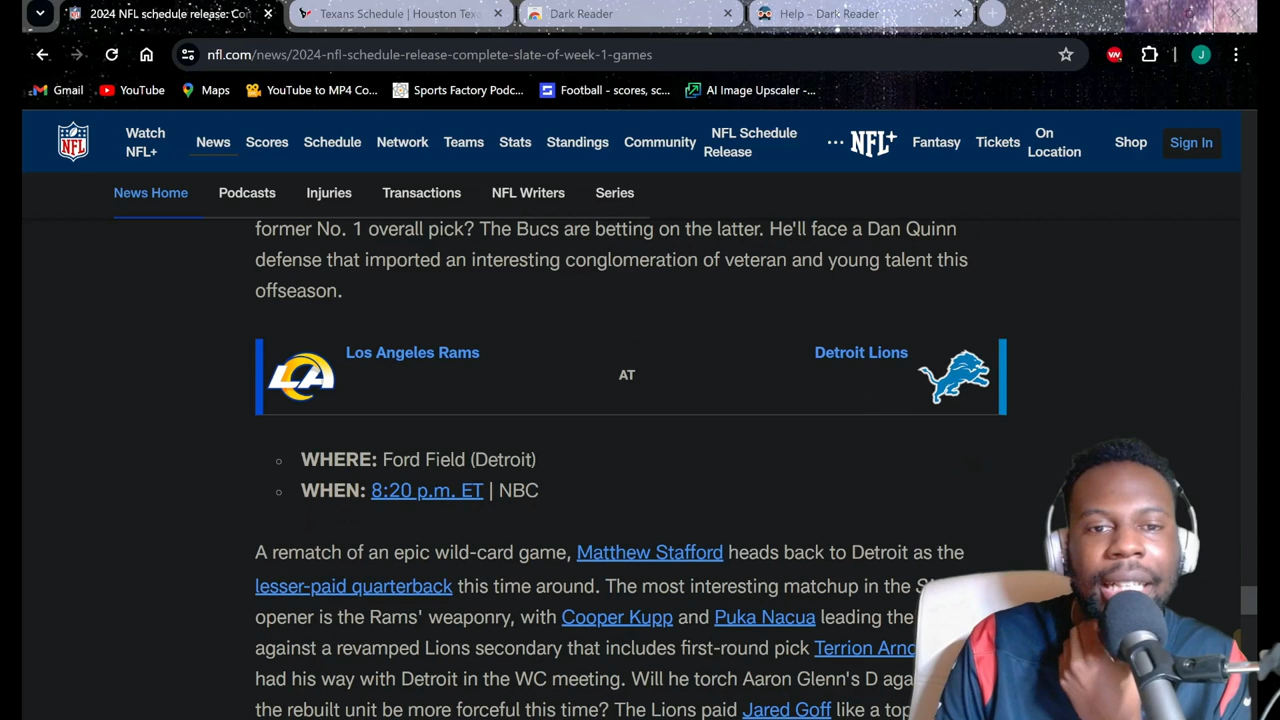 2024 NFL schedule release: Con
Texans Schedule | Houston Texa
Dark Reader
Help – Dark Reader
nfl.com/news/2024-nfl-schedule-release-complete-slate-of-week-1-games
VW
J
Gmail
YouTube
Maps
YouTube to MP4 Co...
Sports Factory Podc...
Football - scores, sc...
AI Image Upscaler -...
NFL
Watch NFL+
News
Scores
Schedule
Network
Teams
Stats
Standings
Community
NFL Schedule Release
NFL+
Fantasy
Tickets
On Location
Shop
Sign In
News Home
Podcasts
Injuries
Transactions
NFL Writers
Series
former No. 1 overall pick? The Bucs are betting on the latter. He'll face a Dan Quinn
defense that imported an interesting conglomeration of veteran and young talent this
offseason.
LA
Los Angeles Rams
AT
Detroit Lions
WHERE: Ford Field (Detroit)
WHEN: 8:20 p.m. ET | NBC
A rematch of an epic wild-card game, Matthew Stafford heads back to Detroit as the
lesser-paid quarterback this time around. The most interesting matchup in the
opener is the Rams' weaponry, with Cooper Kupp and Puka Nacua leading the
against a revamped Lions secondary that includes first-round pick Terrion Arno
had his way with Detroit in the WC meeting. Will he torch Aaron Glenn's D aga
the rebuilt unit be more forceful this time? The Lions paid Jared Goff like a top